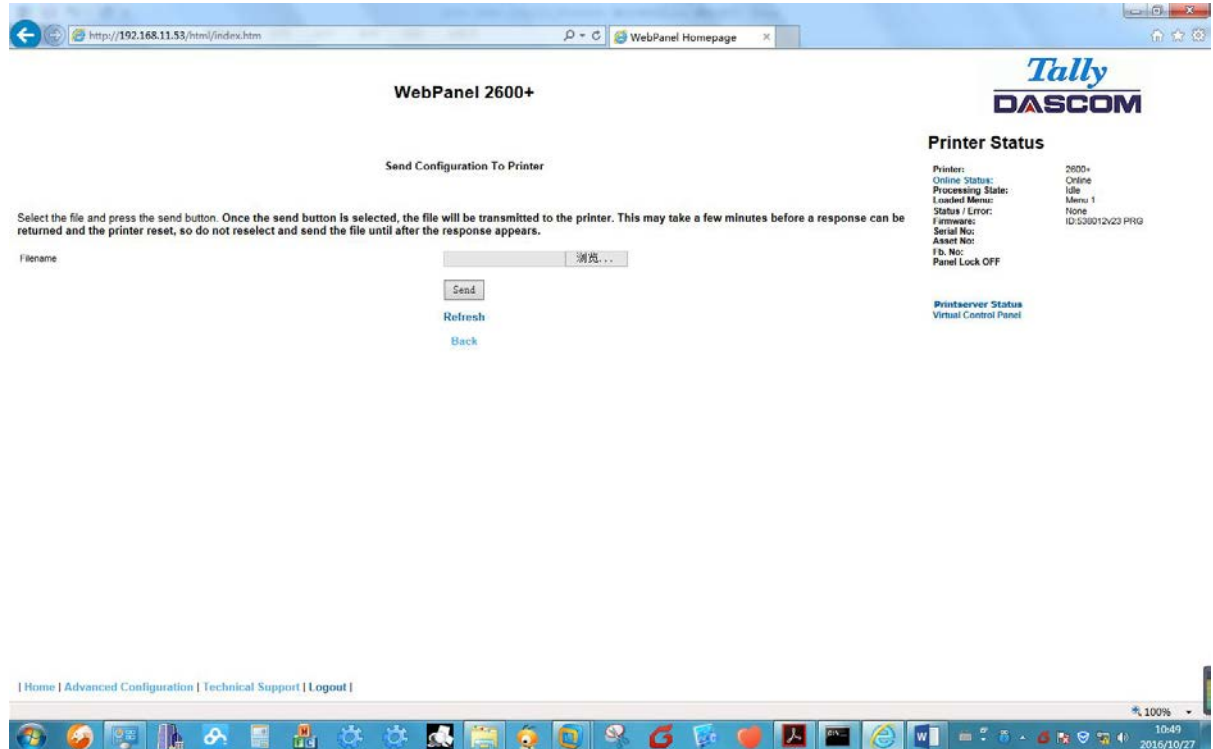 http://192.168.11.53/html/index.htm
WebPanel Homepage
WebPanel 2600+
Tally
DASCOM
Send Configuration To Printer
Select the file and press the send button. Once the send button is selected, the file will be transmitted to the printer. This may take a few minutes before a response can be
returned and the printer reset, so do not reselect and send the file until after the response appears.
Filename
浏览...
Send
Refresh
Back
Printer Status
Printer: 2600+
Online Status: Online
Processing State: Idle
Loaded Menu: Menu 1
Status / Error: None
Firmware: ID:538012v23 PRG
Serial No:
Asset No:
Fb. No:
Panel Lock OFF
Printserver Status
Virtual Control Panel
| Home | Advanced Configuration | Technical Support | Logout |
100%
10:49
2016/10/27